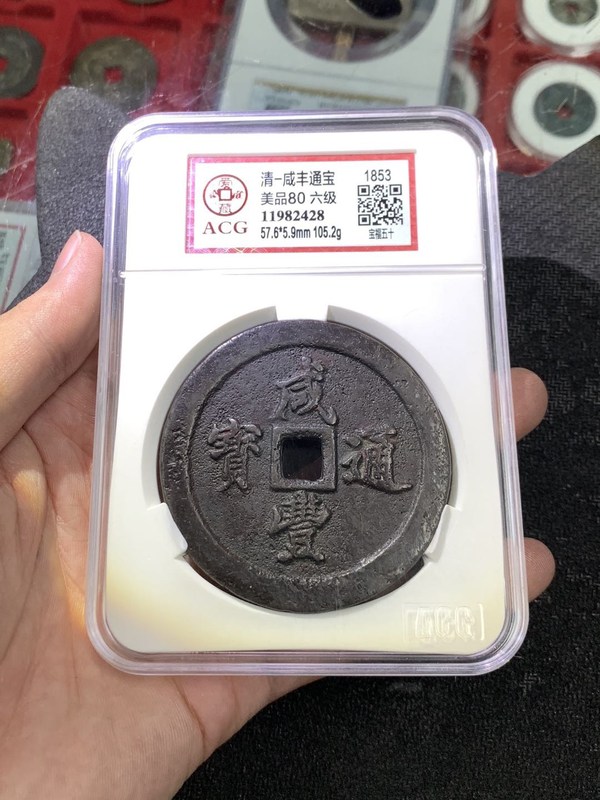 清-咸丰通宝
1853
美品80 六级
ACG
11982428
57.6*5.9mm 105.2g
宝福五十
咸
寶 通
豐
ACG